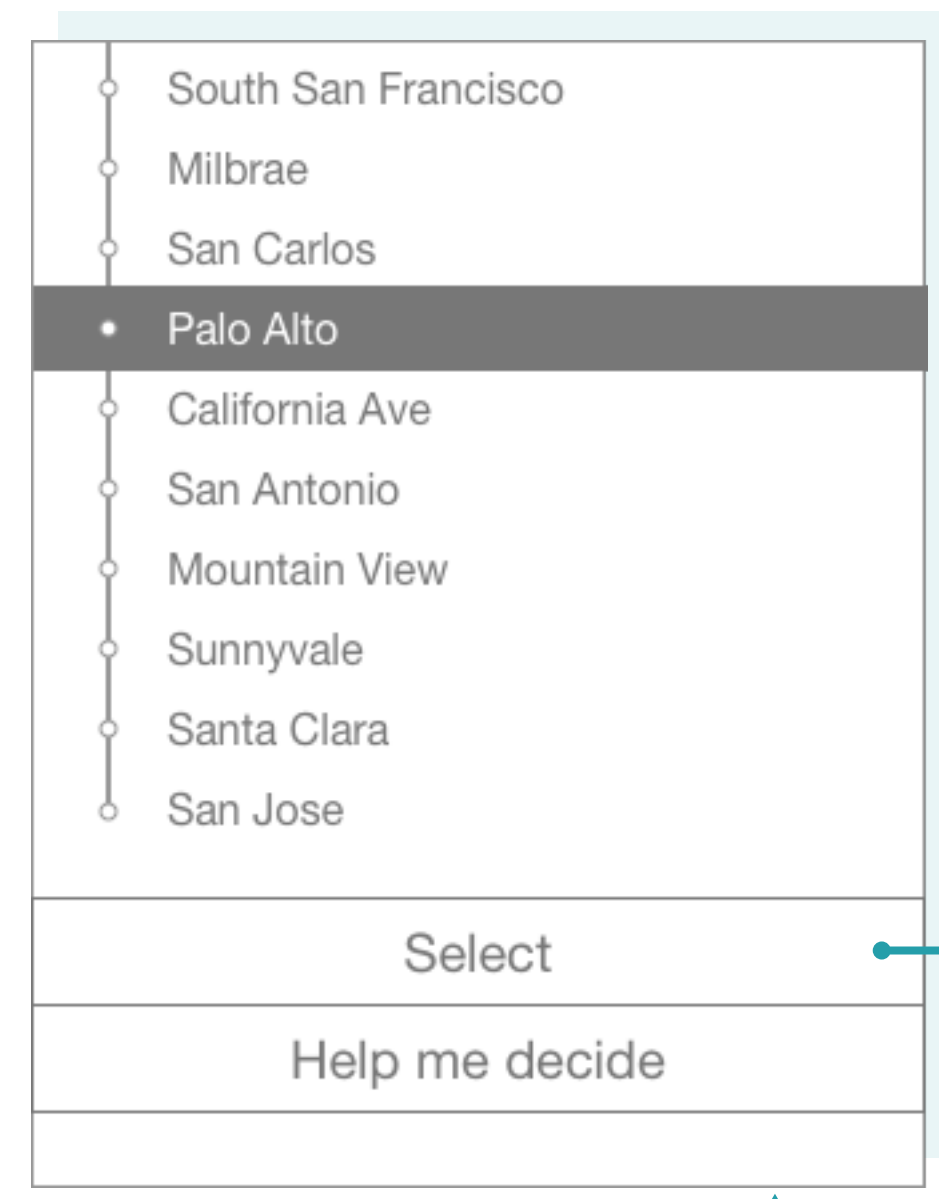 South San Francisco
Milbrae
San Carlos
Palo Alto
California Ave
San Antonio
Mountain View
Sunnyvale
Santa Clara
San Jose
Select
Help me decide